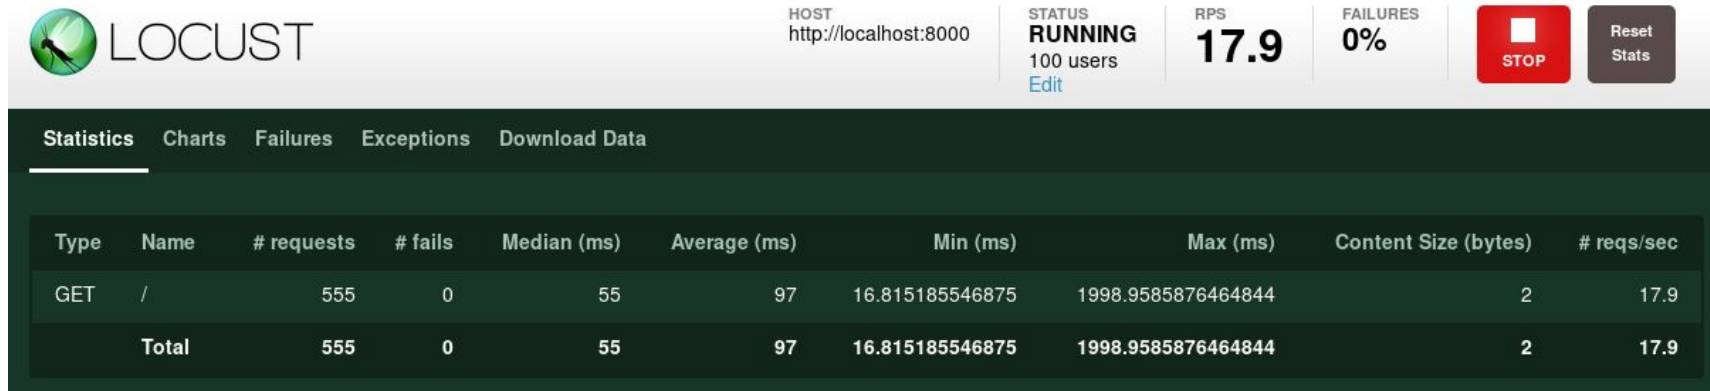 LOCUST
HOST
http://localhost:8000
STATUS
RUNNING
100 users
Edit
RPS
17.9
FAILURES
0%
STOP
Reset
Stats
Statistics Charts Failures Exceptions Download Data
Type Name # requests # fails Median (ms) Average (ms) Min (ms) Max (ms) Content Size (bytes) # reqs/sec
GET / 555 0 55 97 16.815185546875 1998.9585876464844 2 17.9
Total 555 0 55 97 16.815185546875 1998.9585876464844 2 17.9